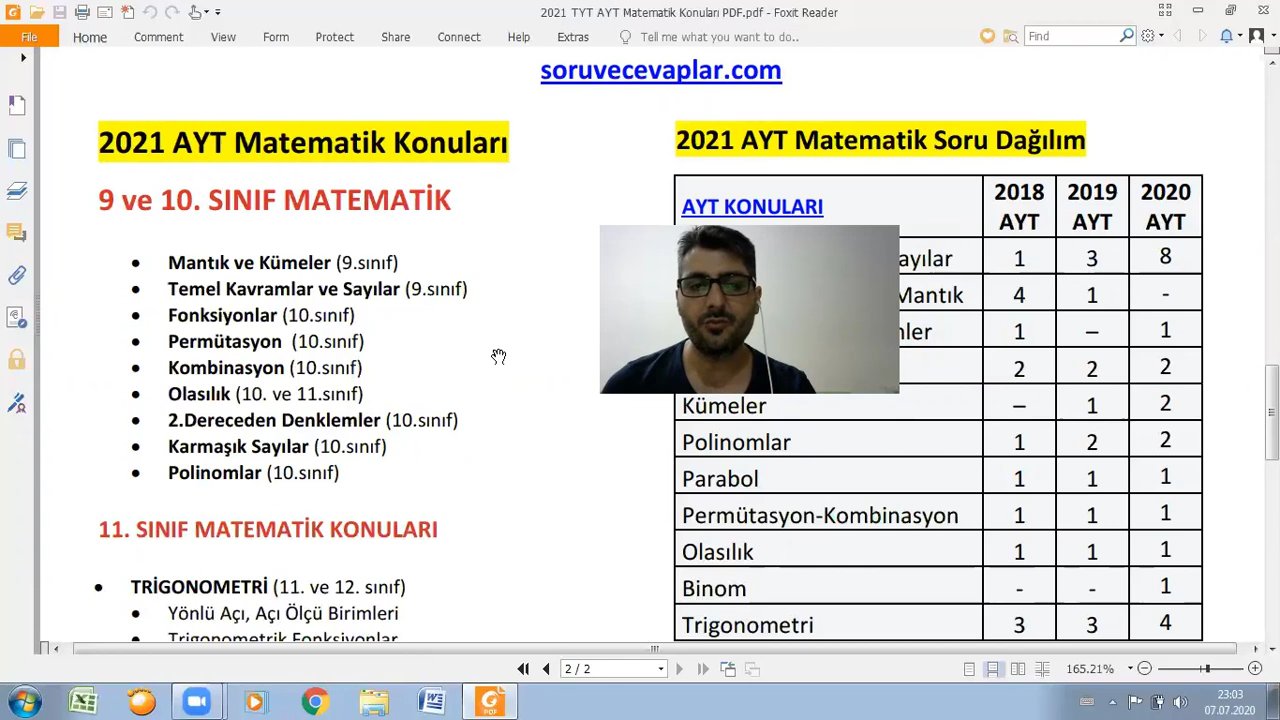 2021 TYT AYT Matematik Konuları PDF.pdf - Foxit Reader
File Home Comment View Form Protect Share Connect Help Extras Tell me what you want to do.. Find
soruvecevaplar.com
2021 AYT Matematik Konuları
9 ve 10. SINIF MATEMATİK
Mantık ve Kümeler (9.sınıf)
Temel Kavramlar ve Sayılar (9.sınıf)
Fonksiyonlar (10.sınıf)
Permütasyon (10.sınıf)
Kombinasyon (10.sınıf)
Olasılık (10. ve 11.sınıf)
2.Dereceden Denklemler (10.sınıf)
Karmaşık Sayılar (10.sınıf)
Polinomlar (10.sınıf)
11. SINIF MATEMATİK KONULARI
TRİGONOMETRİ (11. ve 12. sınıf)
Yönlü Açı, Açı Ölçü Birimleri
Trigonometrik Fonksiyonlar
2021 AYT Matematik Soru Dağılım
AYT KONULARI 2018 AYT 2019 AYT 2020 AYT
ayılar 1 3 8
Mantık 4 1 -
ler 1 – 1
2 2 2
Kümeler – 1 2
Polinomlar 1 2 2
Parabol 1 1 1
Permütasyon-Kombinasyon 1 1 1
Olasılık 1 1 1
Binom - - 1
Trigonometri 3 3 4
2 / 2 165.21%
PDF
23:03
07.07.2020